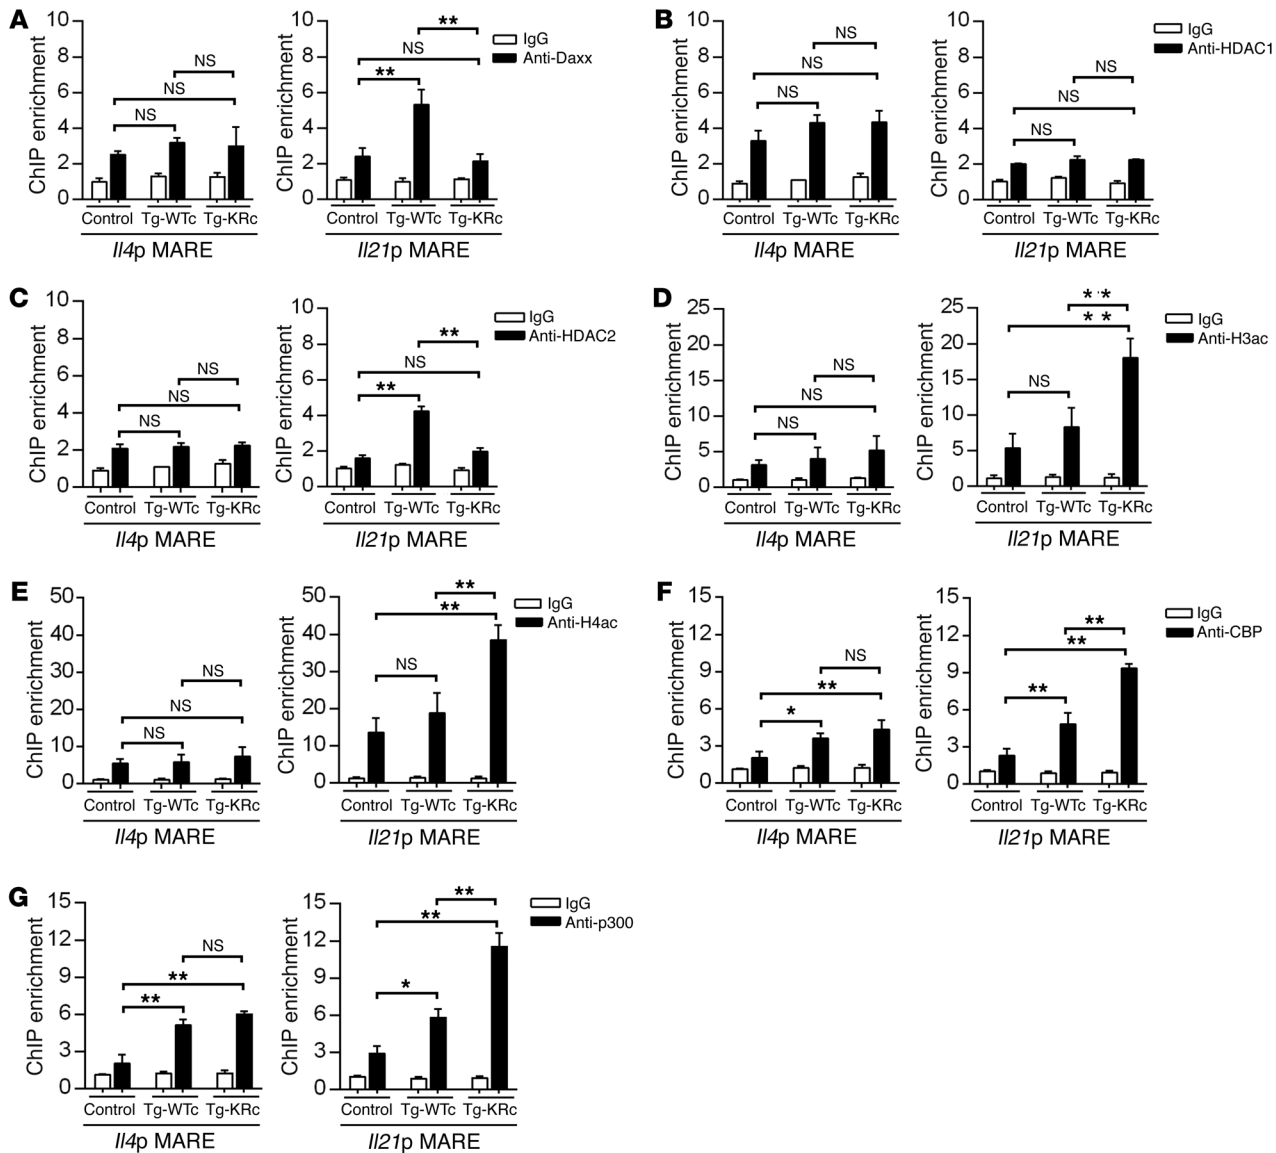 A
ChIP enrichment
10
8
6
4
2
0
NS
NS
NS
Control Tg-WTc Tg-KRc
Il4p MARE
ChIP enrichment
10
8
6
4
2
0
**
NS
**
Control Tg-WTc Tg-KRc
Il21p MARE
IgG
Anti-Daxx
B
ChIP enrichment
10
8
6
4
2
0
NS
NS
NS
Control Tg-WTc Tg-KRc
Il4p MARE
ChIP enrichment
10
8
6
4
2
0
NS
NS
NS
Control Tg-WTc Tg-KRc
Il21p MARE
IgG
Anti-HDAC1
C
ChIP enrichment
10
8
6
4
2
0
NS
NS
NS
Control Tg-WTc Tg-KRc
Il4p MARE
ChIP enrichment
10
8
6
4
2
0
**
NS
**
Control Tg-WTc Tg-KRc
Il21p MARE
IgG
Anti-HDAC2
D
ChIP enrichment
25
20
15
10
5
0
NS
NS
NS
Control Tg-WTc Tg-KRc
Il4p MARE
ChIP enrichment
25
20
15
10
5
0
**
**
NS
Control Tg-WTc Tg-KRc
Il21p MARE
IgG
Anti-H3ac
E
ChIP enrichment
50
40
30
20
10
0
NS
NS
NS
Control Tg-WTc Tg-KRc
Il4p MARE
ChIP enrichment
50
40
30
20
10
0
**
**
NS
Control Tg-WTc Tg-KRc
Il21p MARE
IgG
Anti-H4ac
F
ChIP enrichment
15
12
9
6
3
0
NS
**
*
Control Tg-WTc Tg-KRc
Il4p MARE
ChIP enrichment
15
12
9
6
3
0
**
**
**
Control Tg-WTc Tg-KRc
Il21p MARE
IgG
Anti-CBP
G
ChIP enrichment
15
12
9
6
3
0
NS
**
**
Control Tg-WTc Tg-KRc
Il4p MARE
ChIP enrichment
15
12
9
6
3
0
**
**
*
Control Tg-WTc Tg-KRc
Il21p MARE
IgG
Anti-p300